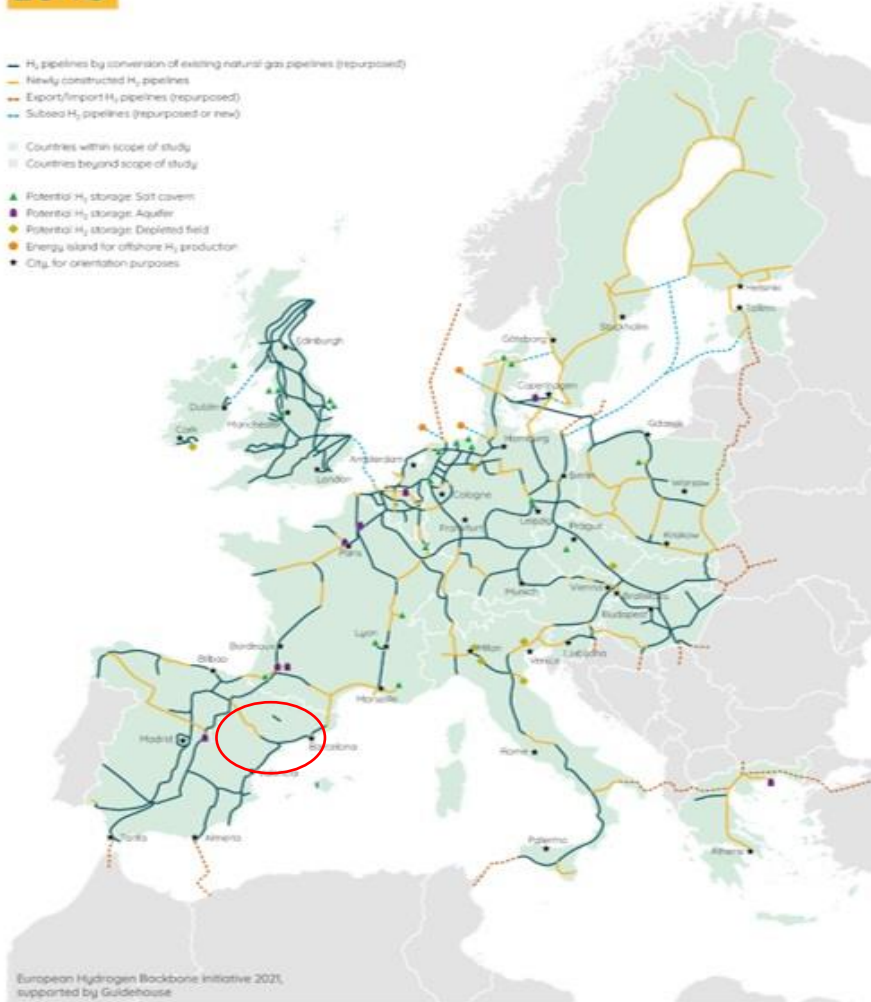 H₂ pipelines by conversion of existing natural gas pipelines (repurposed)
Newly constructed H₂ pipelines
Export/Import H₂ pipelines (repurposed)
Subsea H₂ pipelines (repurposed or new)
Countries within scope of study
Countries beyond scope of study
Potential H₂ storage: Salt cavern
Potential H₂ storage: Aquifer
Potential H₂ storage: Depleted field
Energy island for offshore H₂ production
City, for orientation purposes
Helsinki
Tallinn
Stockholm
Edinburgh
Göteborg
Copenhagen
Dublin
Manchester
Cork
Gdansk
Hamburg
Amsterdam
London
Berlin
Warsaw
Cologne
Leipzig
Frankfurt
Prague
Krakow
Paris
Munich
Vienna
Bratislava
Budapest
Lyon
Bordeaux
Milan
Venice
Ljubljana
Bilbao
Marseille
Madrid
Barcelona
Rome
Tarifa
Almeria
Palermo
Athens
European Hydrogen Backbone Initiative 2021,
supported by Guidehouse